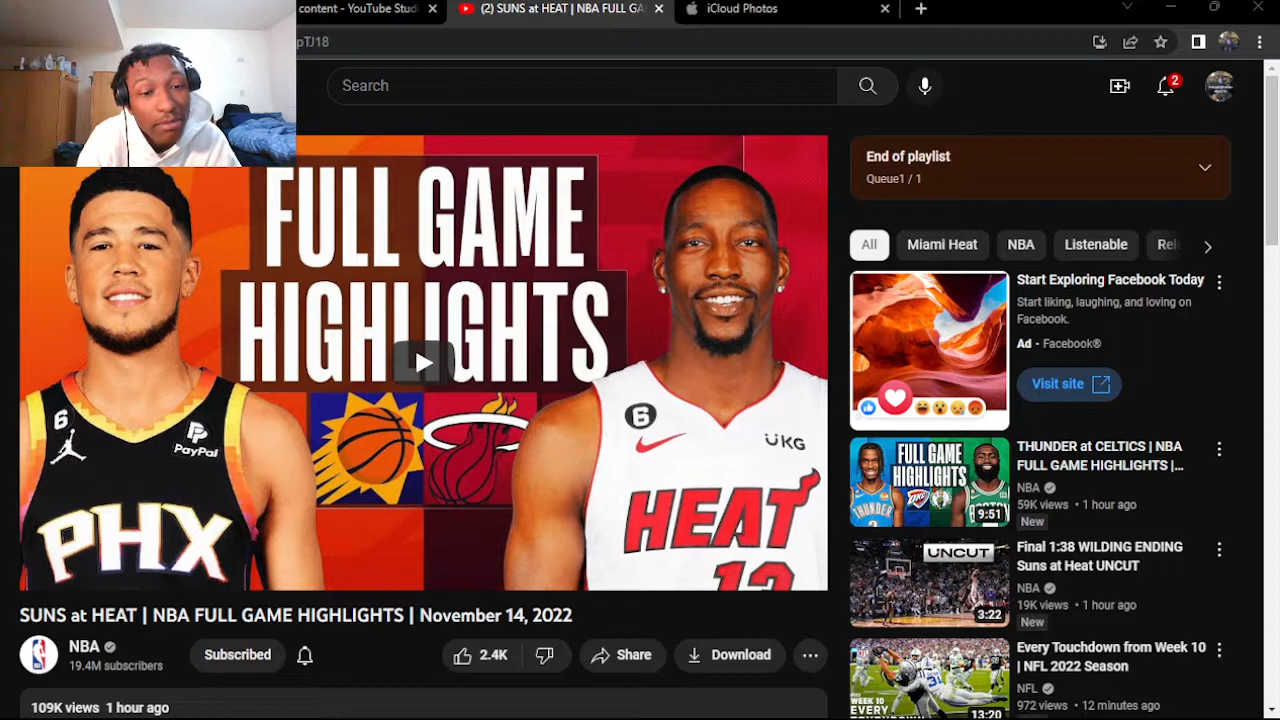 content - YouTube Studi
(2) SUNS at HEAT | NBA FULL GA
iCloud Photos
pTJ18
Search
2
FULL GAME
HIGHLIGHTS
6
PayPal
PHX
6
UKG
HEAT
13
End of playlist
Queue1 / 1
All
Miami Heat
NBA
Listenable
Rel
Start Exploring Facebook Today
Start liking, laughing, and loving on
Facebook.
Ad · Facebook®
Visit site
FULL GAME
HIGHLIGHTS
THUNDER
9:51
THUNDER at CELTICS | NBA
FULL GAME HIGHLIGHTS |...
NBA
59K views • 1 hour ago
New
UNCUT
3:22
Final 1:38 WILDING ENDING
Suns at Heat UNCUT
NBA
19K views • 1 hour ago
New
WEEK 10
EVERY
13:20
Every Touchdown from Week 10
| NFL 2022 Season
NFL
972 views • 12 minutes ago
SUNS at HEAT | NBA FULL GAME HIGHLIGHTS | November 14, 2022
NBA
19.4M subscribers
Subscribed
2.4K
Share
Download
109K views 1 hour ago